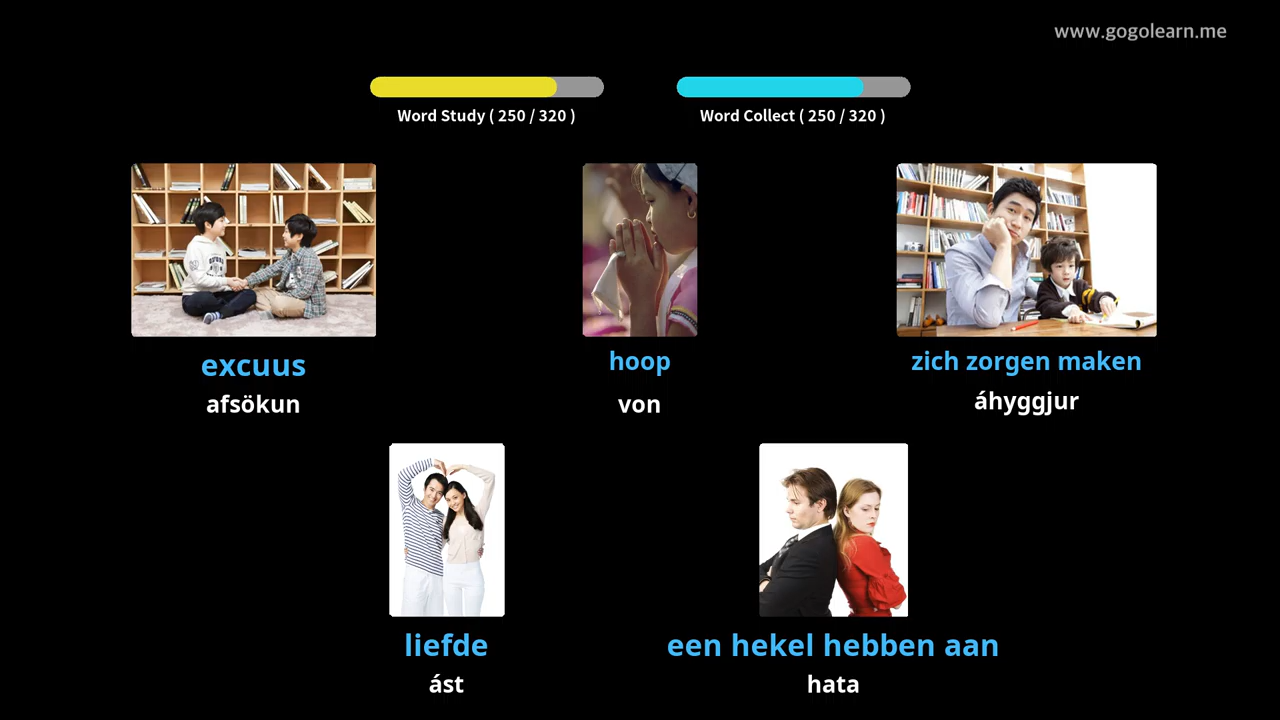 www.gogolearn.me
Word Study ( 250 / 320 )
Word Collect ( 250 / 320 )
excuus
afsökun
hoop
von
zich zorgen maken
áhyggjur
liefde
ást
een hekel hebben aan
hata